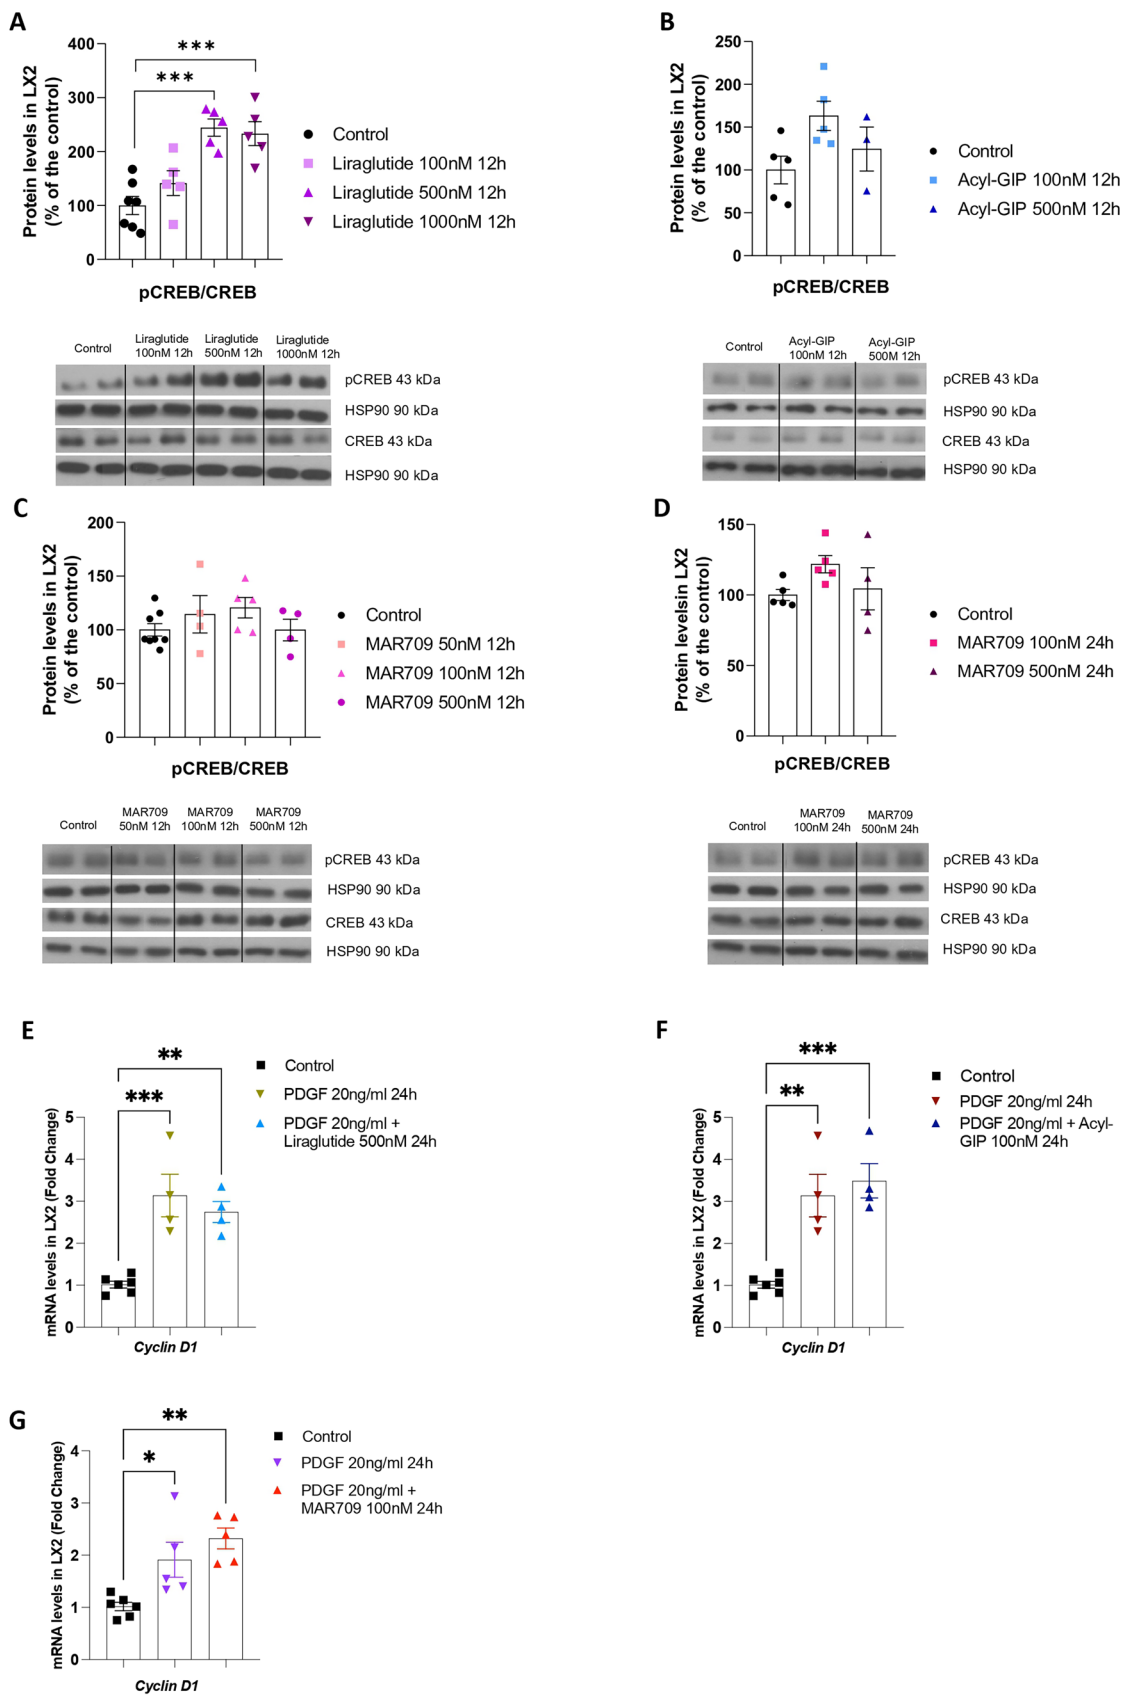 A
Protein levels in LX2
(% of the control)
400
300
200
100
0
***
***
pCREB/CREB
Control
Liraglutide 100nM 12h
Liraglutide 500nM 12h
Liraglutide 1000nM 12h
Control
Liraglutide
100nM 12h
Liraglutide
500nM 12h
Liraglutide
1000nM 12h
pCREB 43 kDa
HSP90 90 kDa
CREB 43 kDa
HSP90 90 kDa
B
Protein levels in LX2
(% of the control)
250
200
150
100
50
0
pCREB/CREB
Control
Acyl-GIP 100nM 12h
Acyl-GIP 500nM 12h
Control
Acyl-GIP
100nM 12h
Acyl-GIP
500M 12h
pCREB 43 kDa
HSP90 90 kDa
CREB 43 kDa
HSP90 90 kDa
C
Protein levels in LX2
(% of the control)
200
150
100
50
0
pCREB/CREB
Control
MAR709 50nM 12h
MAR709 100nM 12h
MAR709 500nM 12h
Control
MAR709
50nM 12h
MAR709
100nM 12h
MAR709
500nM 12h
pCREB 43 kDa
HSP90 90 kDa
CREB 43 kDa
HSP90 90 kDa
D
Protein levelsin LX2
(% of the control)
150
100
50
0
pCREB/CREB
Control
MAR709 100nM 24h
MAR709 500nM 24h
Control
MAR709
100nM 24h
MAR709
500nM 24h
pCREB 43 kDa
HSP90 90 kDa
CREB 43 kDa
HSP90 90 kDa
E
mRNA levels in LX2 (Fold Change)
5
4
3
2
1
0
**
***
Cyclin D1
Control
PDGF 20ng/ml 24h
PDGF 20ng/ml +
Liraglutide 500nM 24h
F
mRNA levels in LX2 (Fold Change)
5
4
3
2
1
0
***
**
Cyclin D1
Control
PDGF 20ng/ml 24h
PDGF 20ng/ml + Acyl-
GIP 100nM 24h
G
mRNA levels in LX2 (Fold Change)
4
3
2
1
0
**
*
Cyclin D1
Control
PDGF 20ng/ml 24h
PDGF 20ng/ml +
MAR709 100nM 24h